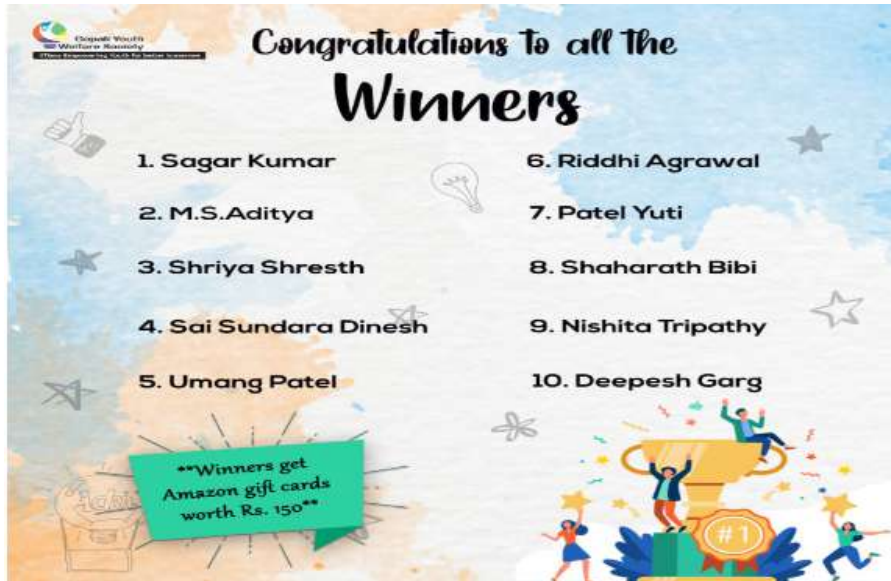 Gopali Youth
Welfare Society
Congratulations to all the
Winners
1. Sagar Kumar
2. M.S.Aditya
3. Shriya Shresth
4. Sai Sundara Dinesh
5. Umang Patel
6. Riddhi Agrawal
7. Patel Yuti
8. Shaharath Bibi
9. Nishita Tripathy
10. Deepesh Garg
**Winners get
Amazon gift cards
worth Rs. 150**
#1